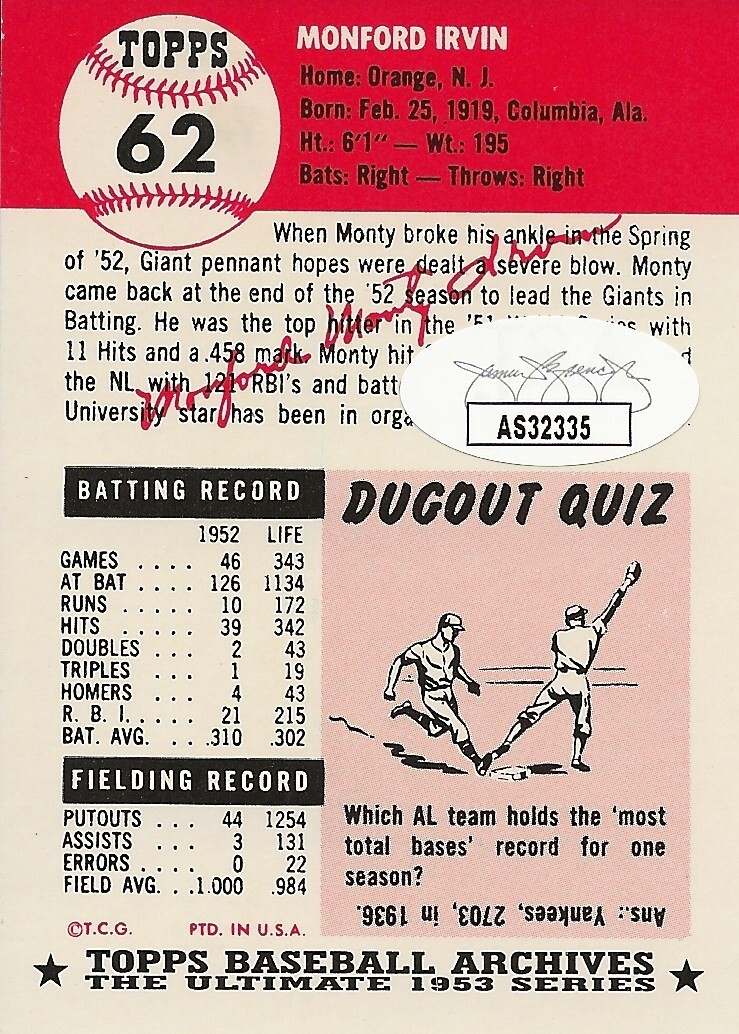 TOPPS
62
MONFORD IRVIN
Home: Orange, N. J.
Born: Feb. 25, 1919, Columbia, Ala.
Ht.: 6'1" — Wt.: 195
Bats: Right — Throws: Right
When Monty broke his ankle in the Spring
of '52, Giant pennant hopes were dealt a severe blow. Monty
came back at the end of the '52 season to lead the Giants in
Batting. He was the top hitter in the '51 with
11 Hits and a .458 mark. Monty hit
the NL with 121 RBI's and batt
University star has been in orga
Monford Monty Irvin
AS32335
BATTING RECORD
1952 LIFE
GAMES . . . . 46 343
AT BAT . . . . 126 1134
RUNS . . . . . 10 172
HITS . . . . . 39 342
DOUBLES . . . 2 43
TRIPLES . . . 1 19
HOMERS . . . 4 43
R. B. I. . . . . 21 215
BAT. AVG. . . . .310 .302
FIELDING RECORD
PUTOUTS . . . 44 1254
ASSISTS . . . 3 131
ERRORS . . . . 0 22
FIELD AVG. . . 1.000 .984
©T.C.G. PTD. IN U.S.A.
DUGOUT QUIZ
Which AL team holds the 'most
total bases' record for one
season?
Ans.: Yankees, 2703, in 1936.
TOPPS BASEBALL ARCHIVES
THE ULTIMATE 1953 SERIES